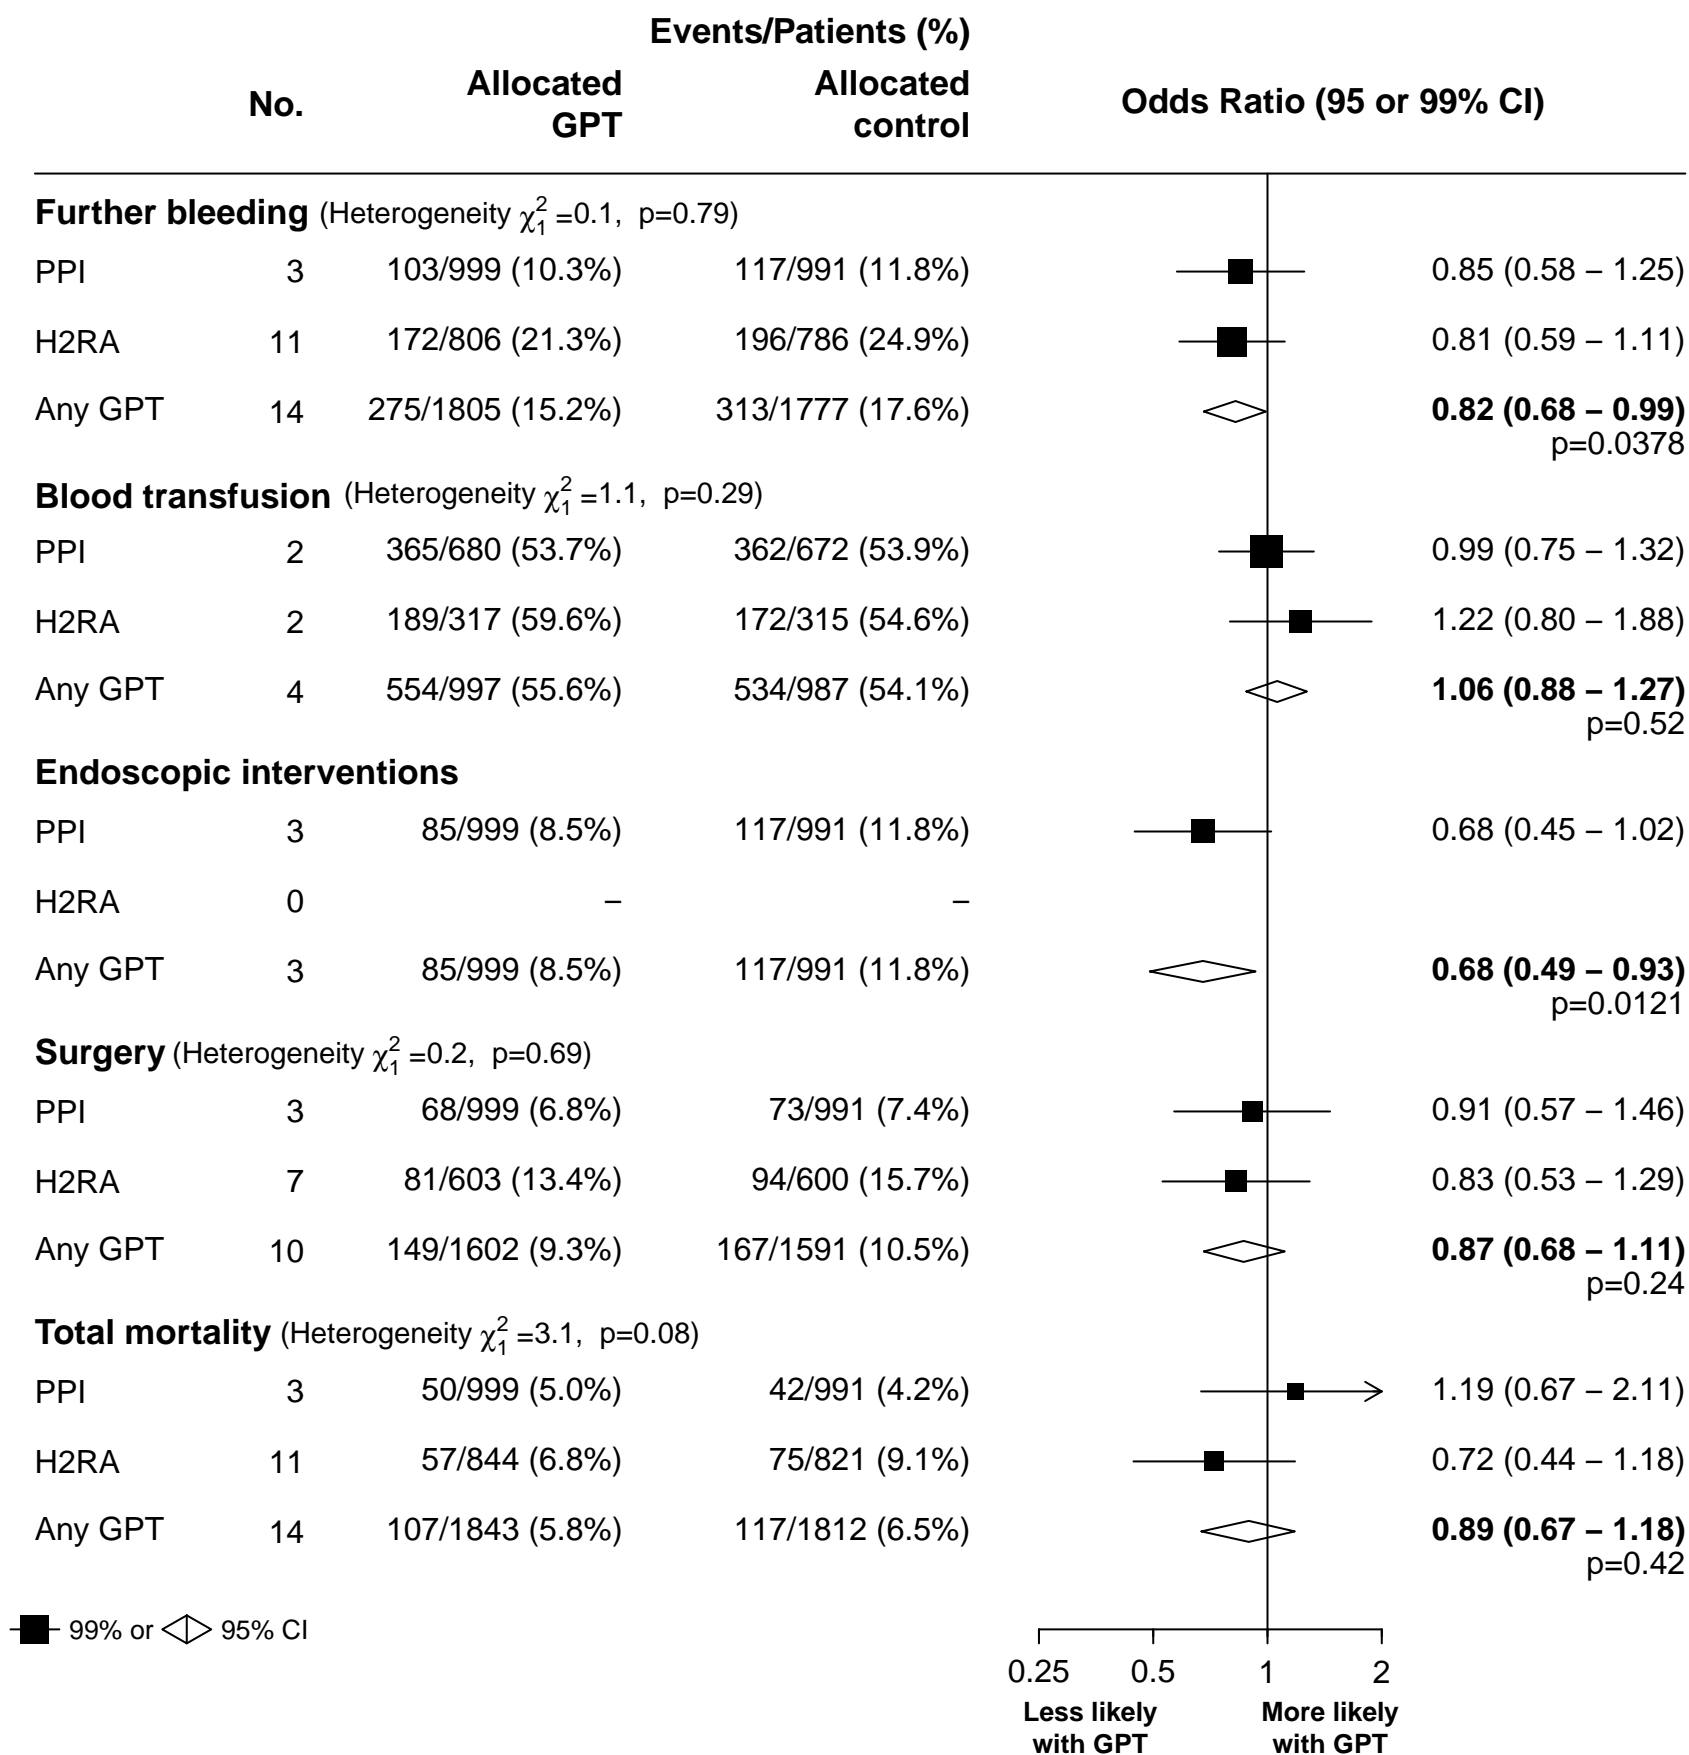 Events/Patients (%)
No. Allocated GPT Allocated control Odds Ratio (95 or 99% CI)
Further bleeding (Heterogeneity χ²₁ =0.1, p=0.79)
PPI 3 103/999 (10.3%) 117/991 (11.8%) 0.85 (0.58 – 1.25)
H2RA 11 172/806 (21.3%) 196/786 (24.9%) 0.81 (0.59 – 1.11)
Any GPT 14 275/1805 (15.2%) 313/1777 (17.6%) 0.82 (0.68 – 0.99)
p=0.0378
Blood transfusion (Heterogeneity χ²₁ =1.1, p=0.29)
PPI 2 365/680 (53.7%) 362/672 (53.9%) 0.99 (0.75 – 1.32)
H2RA 2 189/317 (59.6%) 172/315 (54.6%) 1.22 (0.80 – 1.88)
Any GPT 4 554/997 (55.6%) 534/987 (54.1%) 1.06 (0.88 – 1.27)
p=0.52
Endoscopic interventions
PPI 3 85/999 (8.5%) 117/991 (11.8%) 0.68 (0.45 – 1.02)
H2RA 0 – –
Any GPT 3 85/999 (8.5%) 117/991 (11.8%) 0.68 (0.49 – 0.93)
p=0.0121
Surgery (Heterogeneity χ²₁ =0.2, p=0.69)
PPI 3 68/999 (6.8%) 73/991 (7.4%) 0.91 (0.57 – 1.46)
H2RA 7 81/603 (13.4%) 94/600 (15.7%) 0.83 (0.53 – 1.29)
Any GPT 10 149/1602 (9.3%) 167/1591 (10.5%) 0.87 (0.68 – 1.11)
p=0.24
Total mortality (Heterogeneity χ²₁ =3.1, p=0.08)
PPI 3 50/999 (5.0%) 42/991 (4.2%) 1.19 (0.67 – 2.11)
H2RA 11 57/844 (6.8%) 75/821 (9.1%) 0.72 (0.44 – 1.18)
Any GPT 14 107/1843 (5.8%) 117/1812 (6.5%) 0.89 (0.67 – 1.18)
p=0.42
99% or 95% CI
0.25 0.5 1 2
Less likely with GPT
More likely with GPT